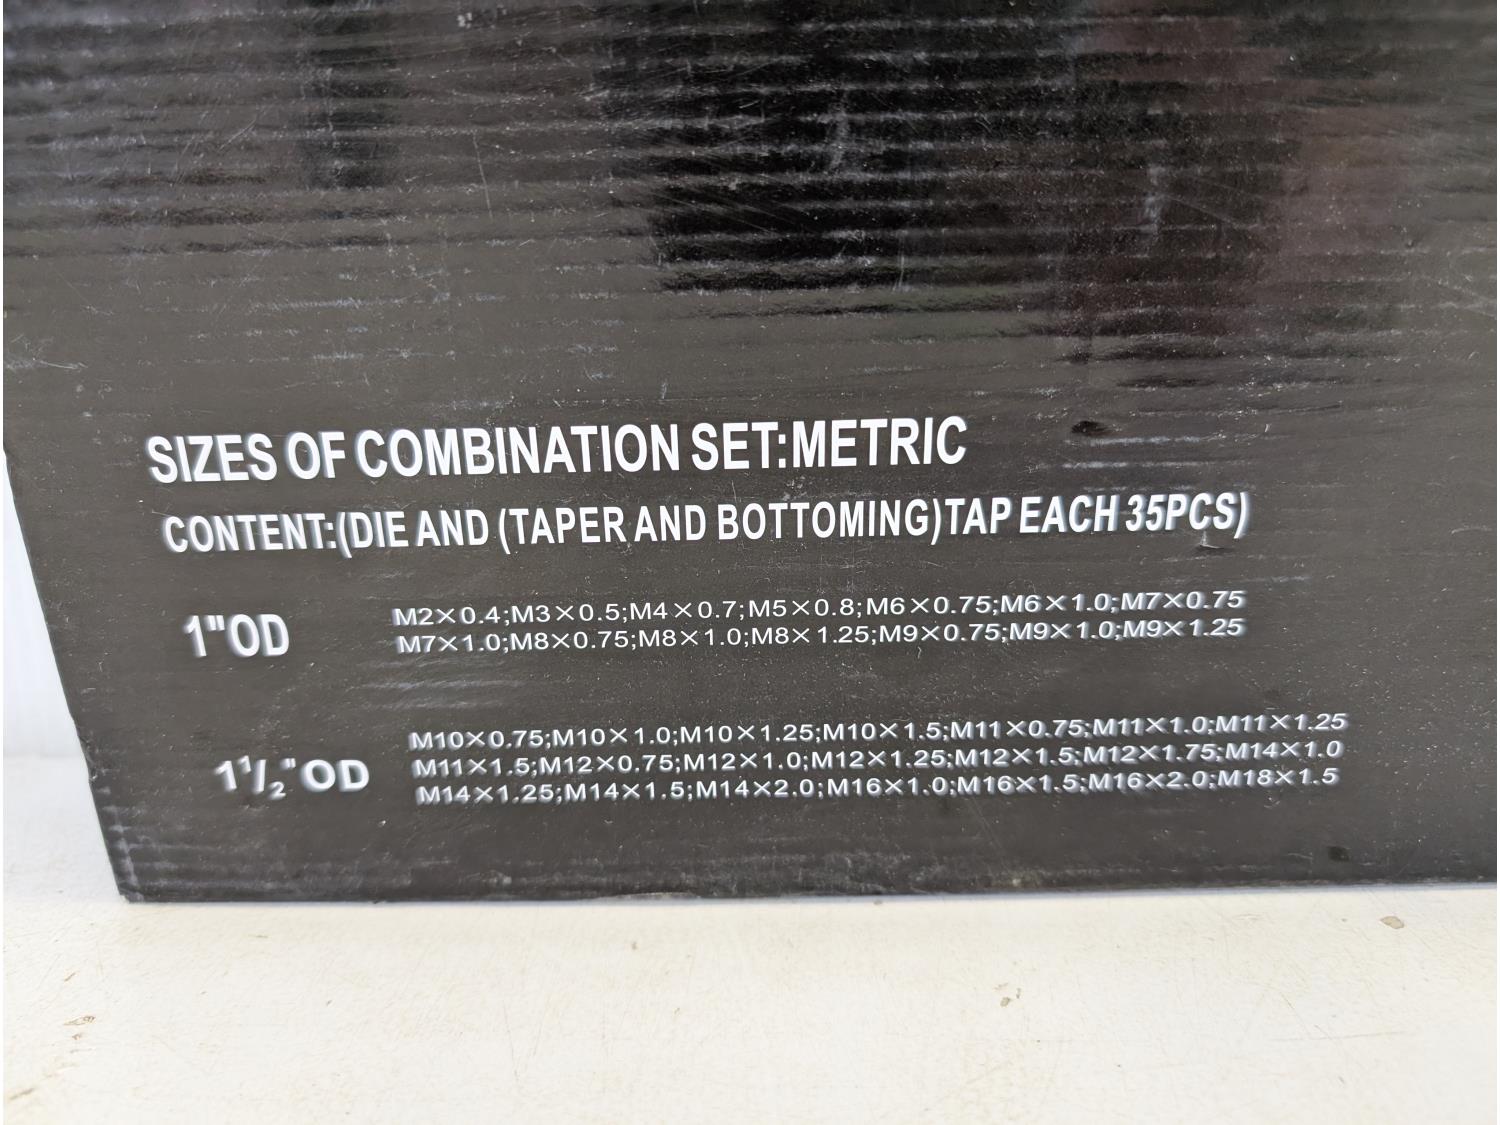 SIZES OF COMBINATION SET:METRIC
CONTENT:(DIE AND (TAPER AND BOTTOMING)TAP EACH 35PCS)
1"OD
M2×0.4;M3×0.5;M4×0.7;M5×0.8;M6×0.75;M6×1.0;M7×0.75
M7×1.0;M8×0.75;M8×1.0;M8×1.25;M9×0.75;M9×1.0;M9×1.25
1 1/2"OD
M10×0.75;M10×1.0;M10×1.25;M10×1.5;M11×0.75;M11×1.0;M11×1.25
M11×1.5;M12×0.75;M12×1.0;M12×1.25;M12×1.5;M12×1.75;M14×1.0
M14×1.25;M14×1.5;M14×2.0;M16×1.0;M16×1.5;M16×2.0;M18×1.5